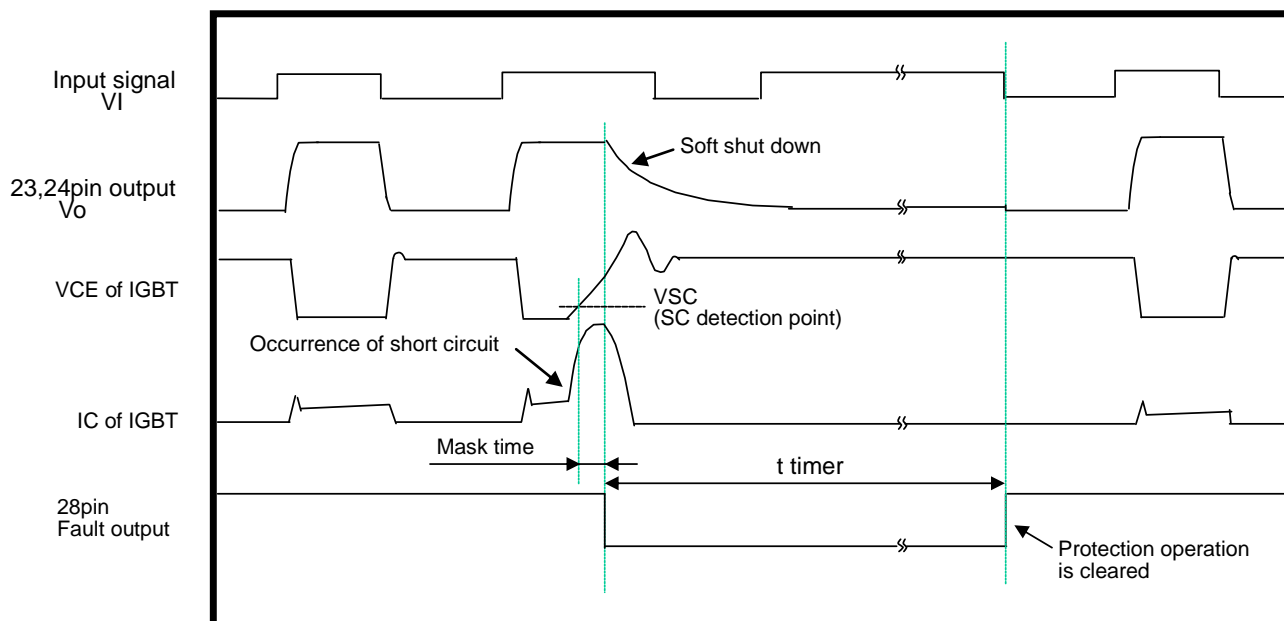 Input signal
VI
Soft shut down
23,24pin output
Vo
VCE of IGBT
VSC
(SC detection point)
Occurrence of short circuit
IC of IGBT
Mask time
t timer
28pin
Fault output
Protection operation
is cleared